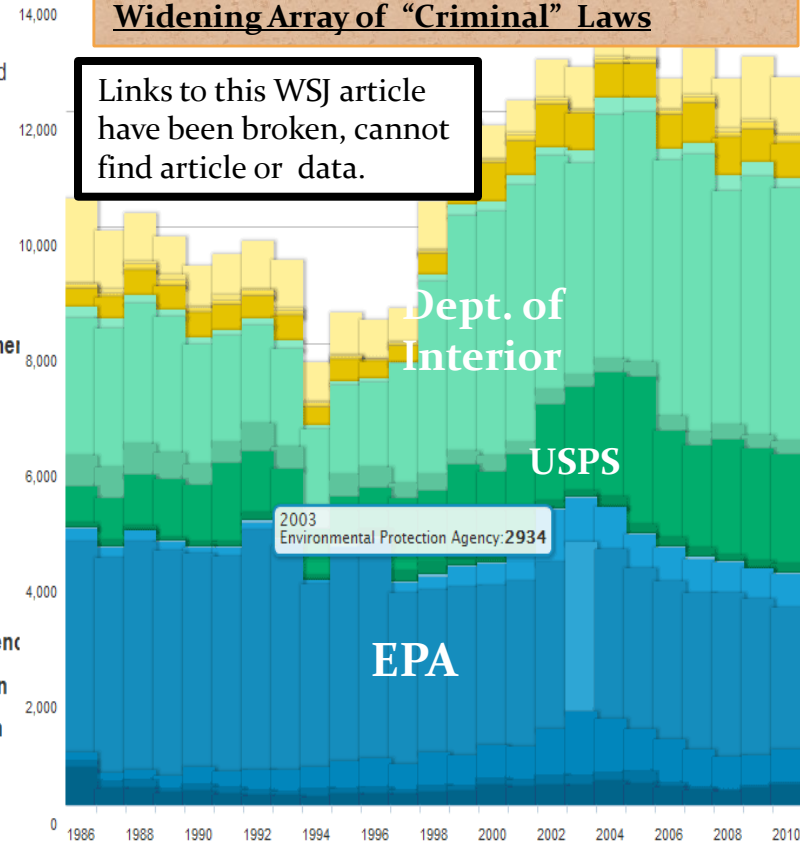 14,000
Widening Array of “Criminal” Laws
Links to this WSJ article
have been broken, cannot
find article or data.
12,000
10,000
Dept. of
Interior
8,000
6,000
USPS
2003
Environmental Protection Agency:2934
4,000
EPA
2,000
0
1986 1988 1990 1992 1994 1996 1998 2000 2002 2004 2006 2008 2010